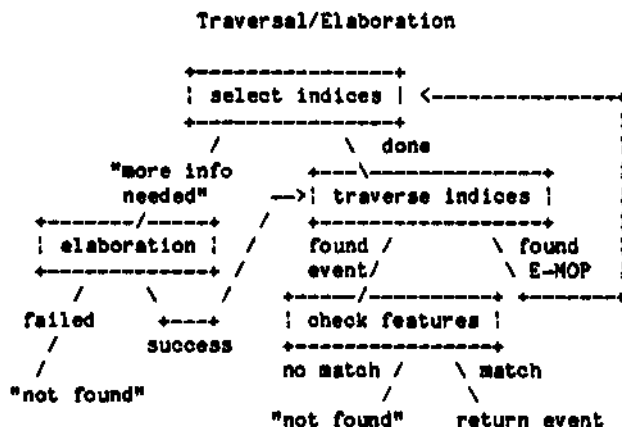 Traversal/Elaboration
select indices
done
"more info
needed"
traverse indices
elaboration
found
event
found
E-MOP
failed
success
check features
no match
match
"not found"
"not found"
return event